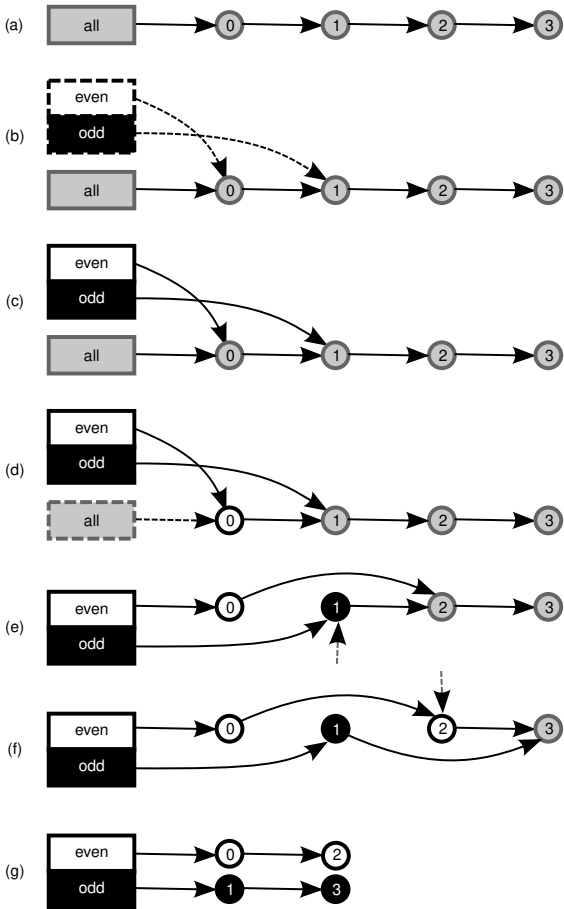 (a) all 0 1 2 3
even
(b) odd
all 0 1 2 3
even
(c) odd
all 0 1 2 3
even
(d) odd
all 0 1 2 3
even 0 1 2 3
(e) odd
even 0 1 2 3
(f) odd
even 0 2
(g) odd 1 3